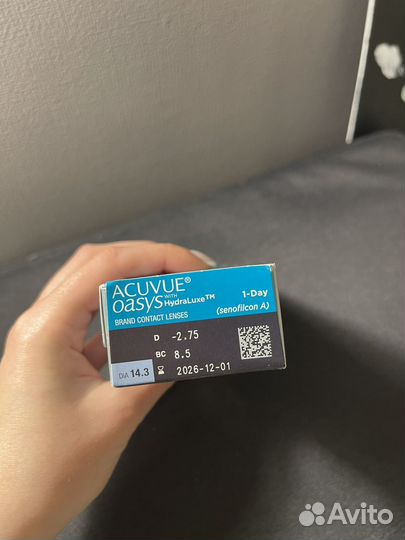 ACUVUE®
oasys WITH HydraLuxe™ 1-Day
BRAND CONTACT LENSES (senofilcon A)
D -2.75
BC 8.5
DIA 14.3 2026-12-01
Avito